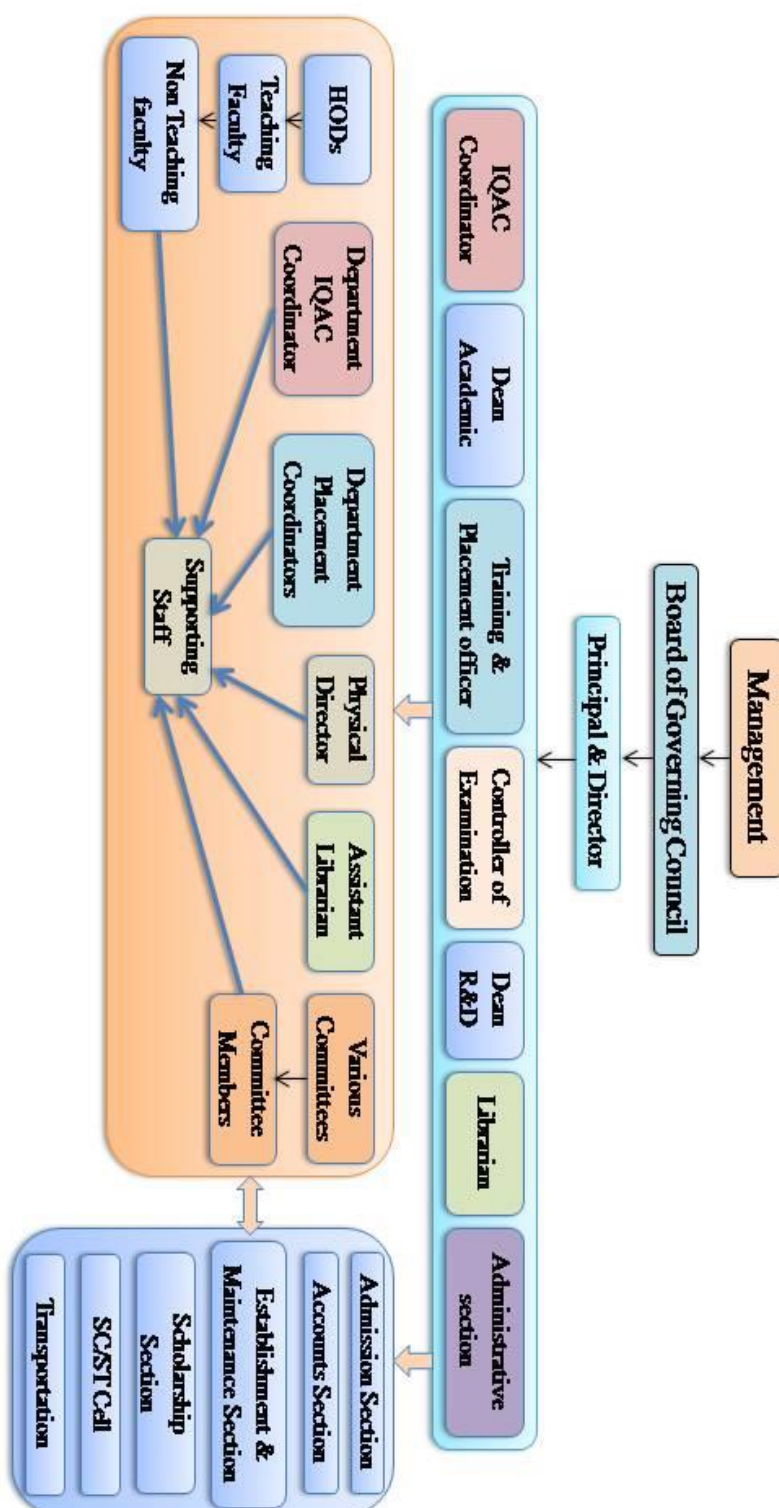 Management
Board of Governing Council
Principal & Director
IQAC
Coordinator
Dean
Academic
Training &
Placement officer
Controller of
Examination
Dean
R&D
Librarian
Administrative
section
HODs
Teaching
Faculty
Non Teaching
faculty
Department
IQAC
Coordinator
Department
Placement
Coordinators
Physical
Director
Assistant
Librarian
Various
Committees
Committee
Members
Supporting
Staff
Admission Section
Accounts Section
Establishment &
Maintenance Section
Scholarship
Section
SC/ST Cell
Transportation